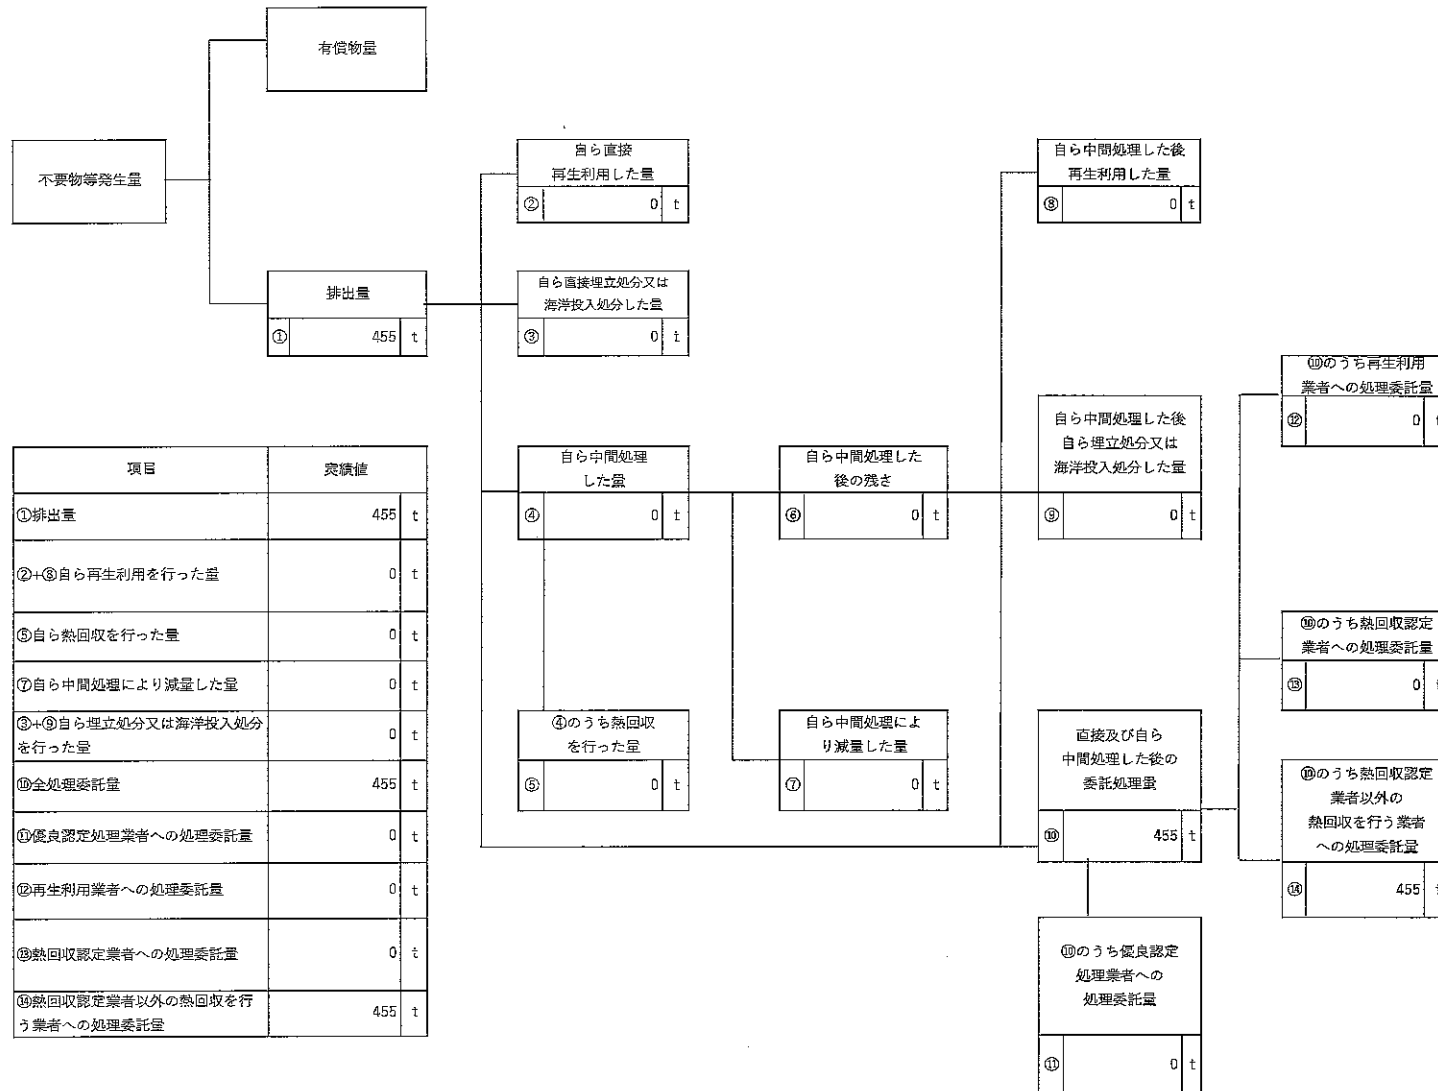 有償物量
不要物等発生量
排出量
① 455 t
自ら直接
再生利用した量
② 0 t
自ら直接埋立処分又は
海洋投入処分した量
③ 0 t
自ら中間処理した後
再生利用した量
⑧ 0 t
自ら中間処理
した量
④ 0 t
自ら中間処理した
後の残さ
⑥ 0 t
自ら中間処理した後
自ら埋立処分又は
海洋投入処分した量
⑨ 0 t
④のうち熱回収
を行った量
⑤ 0 t
自ら中間処理によ
り減量した量
⑦ 0 t
直接及び自ら
中間処理した後の
委託処理量
⑩ 455 t
⑩のうち優良認定
処理業者への
処理委託量
⑪ 0 t
⑩のうち再生利用
業者への処理委託量
⑫ 0 t
⑩のうち熱回収認定
業者への処理委託量
⑬ 0 t
⑩のうち熱回収認定
業者以外の
熱回収を行う業者
への処理委託量
⑭ 455 t
項目 実績値
①排出量 455 t
②+⑧自ら再生利用を行った量 0 t
⑤自ら熱回収を行った量 0 t
⑦自ら中間処理により減量した量 0 t
③+⑨自ら埋立処分又は海洋投入処分
を行った量 0 t
⑩全処理委託量 455 t
⑪優良認定処理業者への処理委託量 0 t
⑫再生利用業者への処理委託量 0 t
⑬熱回収認定業者への処理委託量 0 t
⑭熱回収認定業者以外の熱回収を行
う業者への処理委託量 455 t